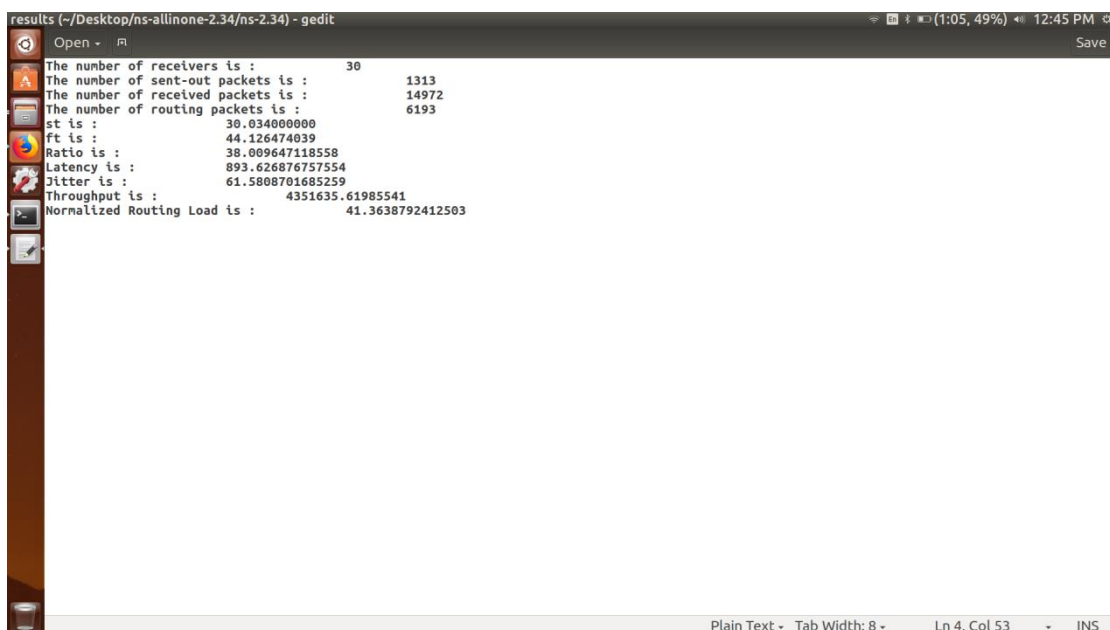 results (~/Desktop/ns-allinone-2.34/ns-2.34) - gedit
En (1:05, 49%) 12:45 PM
Open Save
The number of receivers is : 30
The number of sent-out packets is : 1313
The number of received packets is : 14972
The number of routing packets is : 6193
st is : 30.034000000
ft is : 44.126474039
Ratio is : 38.009647118558
Latency is : 893.626876757554
Jitter is : 61.5808701685259
Throughput is : 4351635.61985541
Normalized Routing Load is : 41.3638792412503
Plain Text Tab Width: 8 Ln 4, Col 53 INS